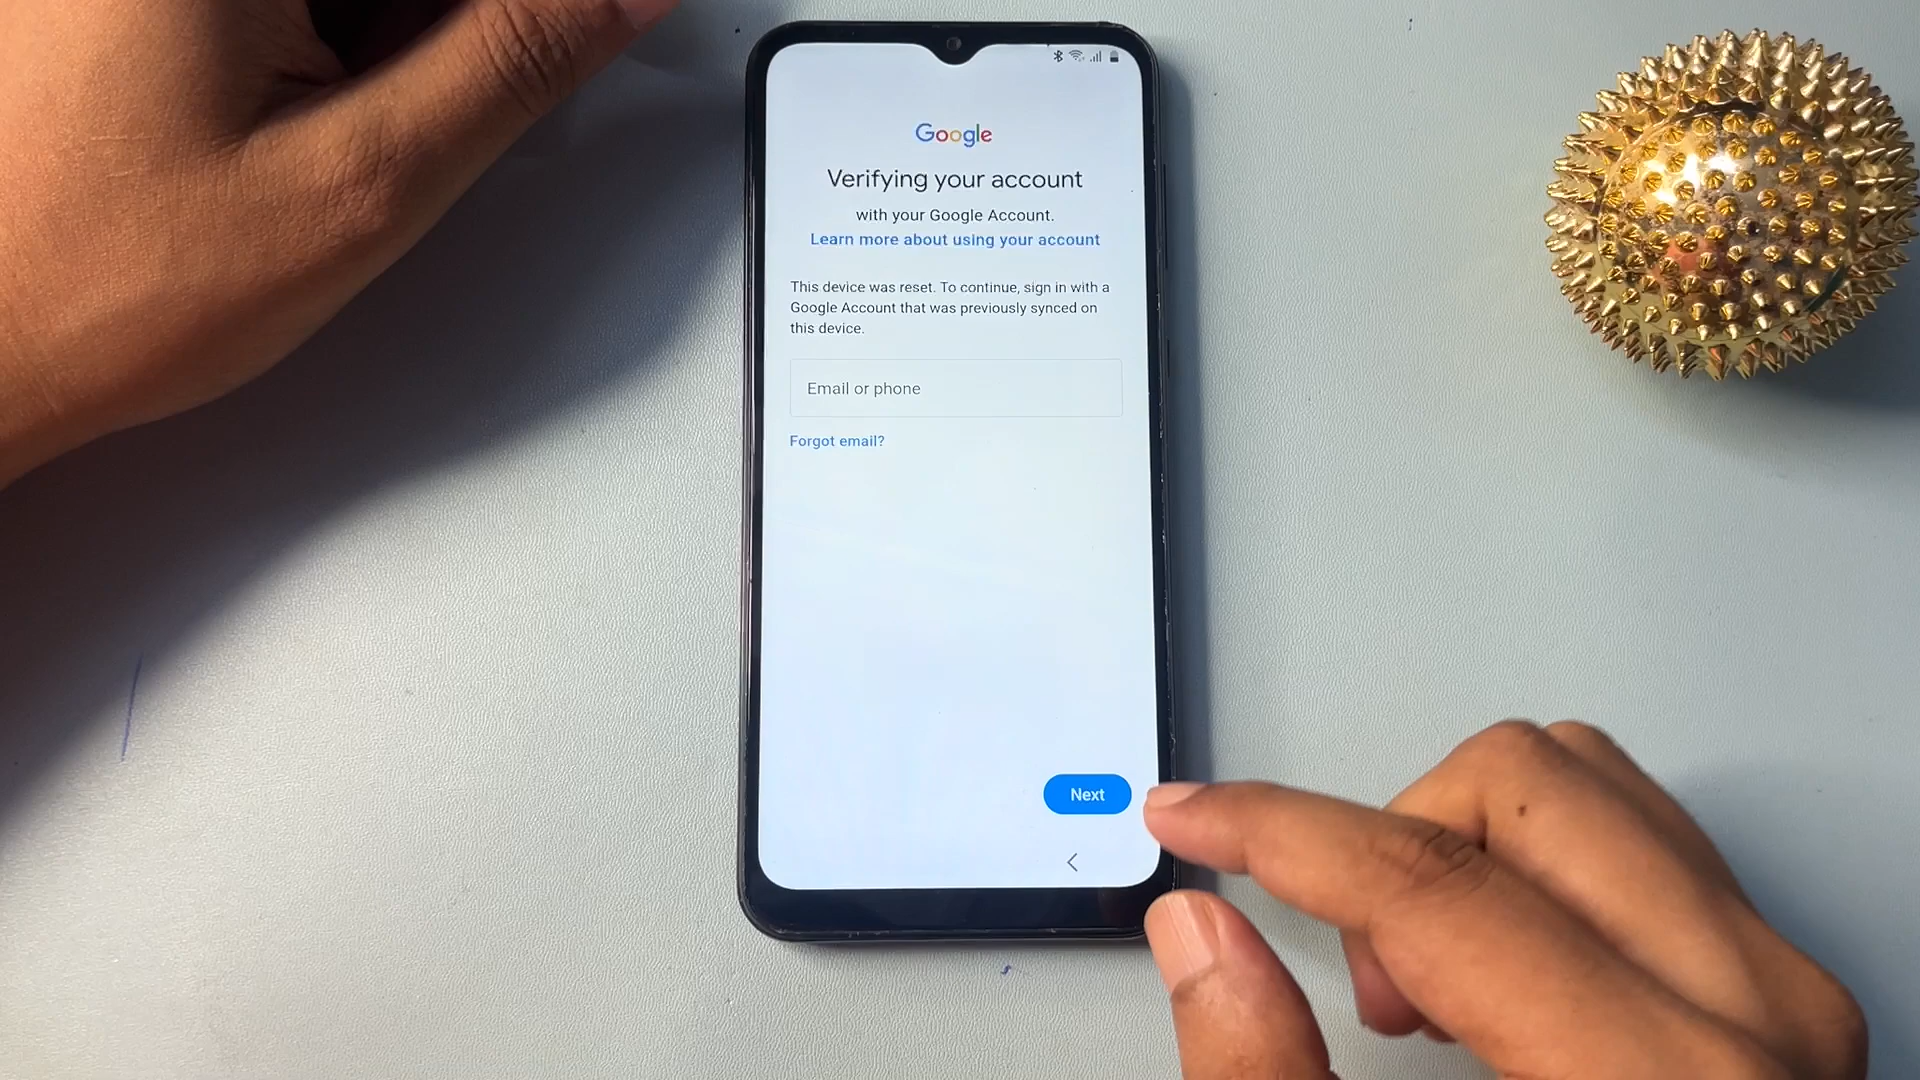 Google
Verifying your account
with your Google Account.
Learn more about using your account
This device was reset. To continue, sign in with a
Google Account that was previously synced on
this device.
Email or phone
Forgot email?
Next